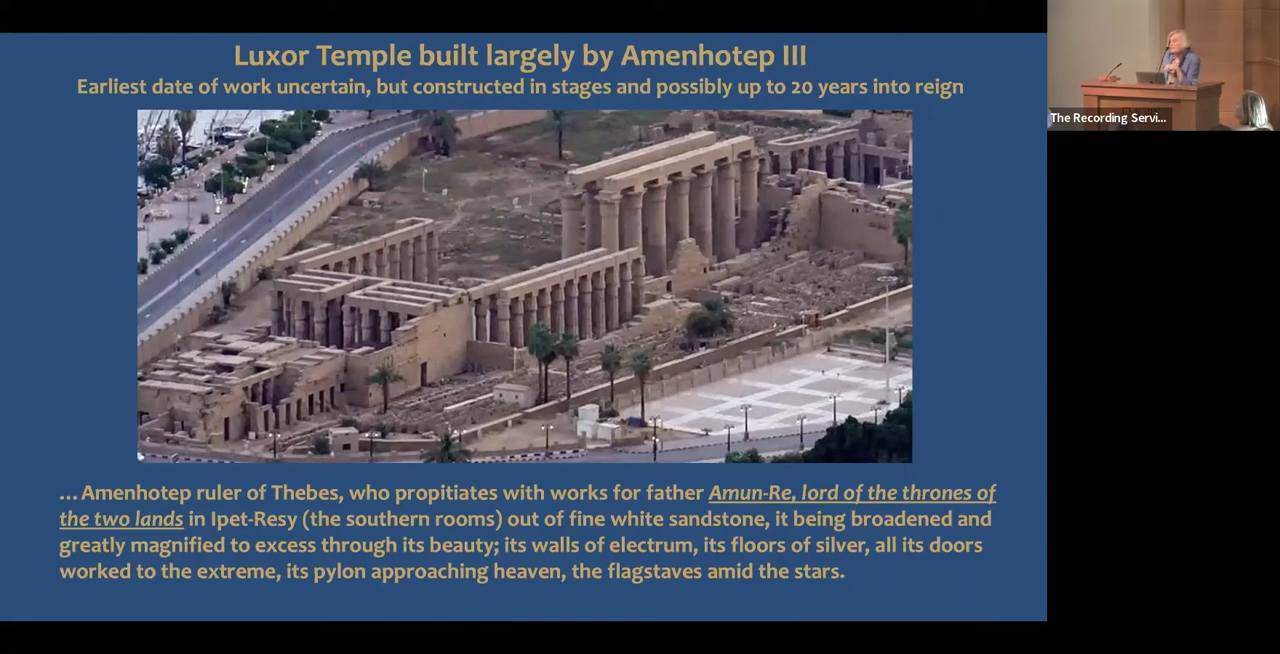 Luxor Temple built largely by Amenhotep III
Earliest date of work uncertain, but constructed in stages and possibly up to 20 years into reign
...Amenhotep ruler of Thebes, who propitiates with works for father Amun-Re, lord of the thrones of
the two lands in Ipet-Resy (the southern rooms) out of fine white sandstone, it being broadened and
greatly magnified to excess through its beauty; its walls of electrum, its floors of silver, all its doors
worked to the extreme, its pylon approaching heaven, the flagstaves amid the stars.
The Recording Servi...